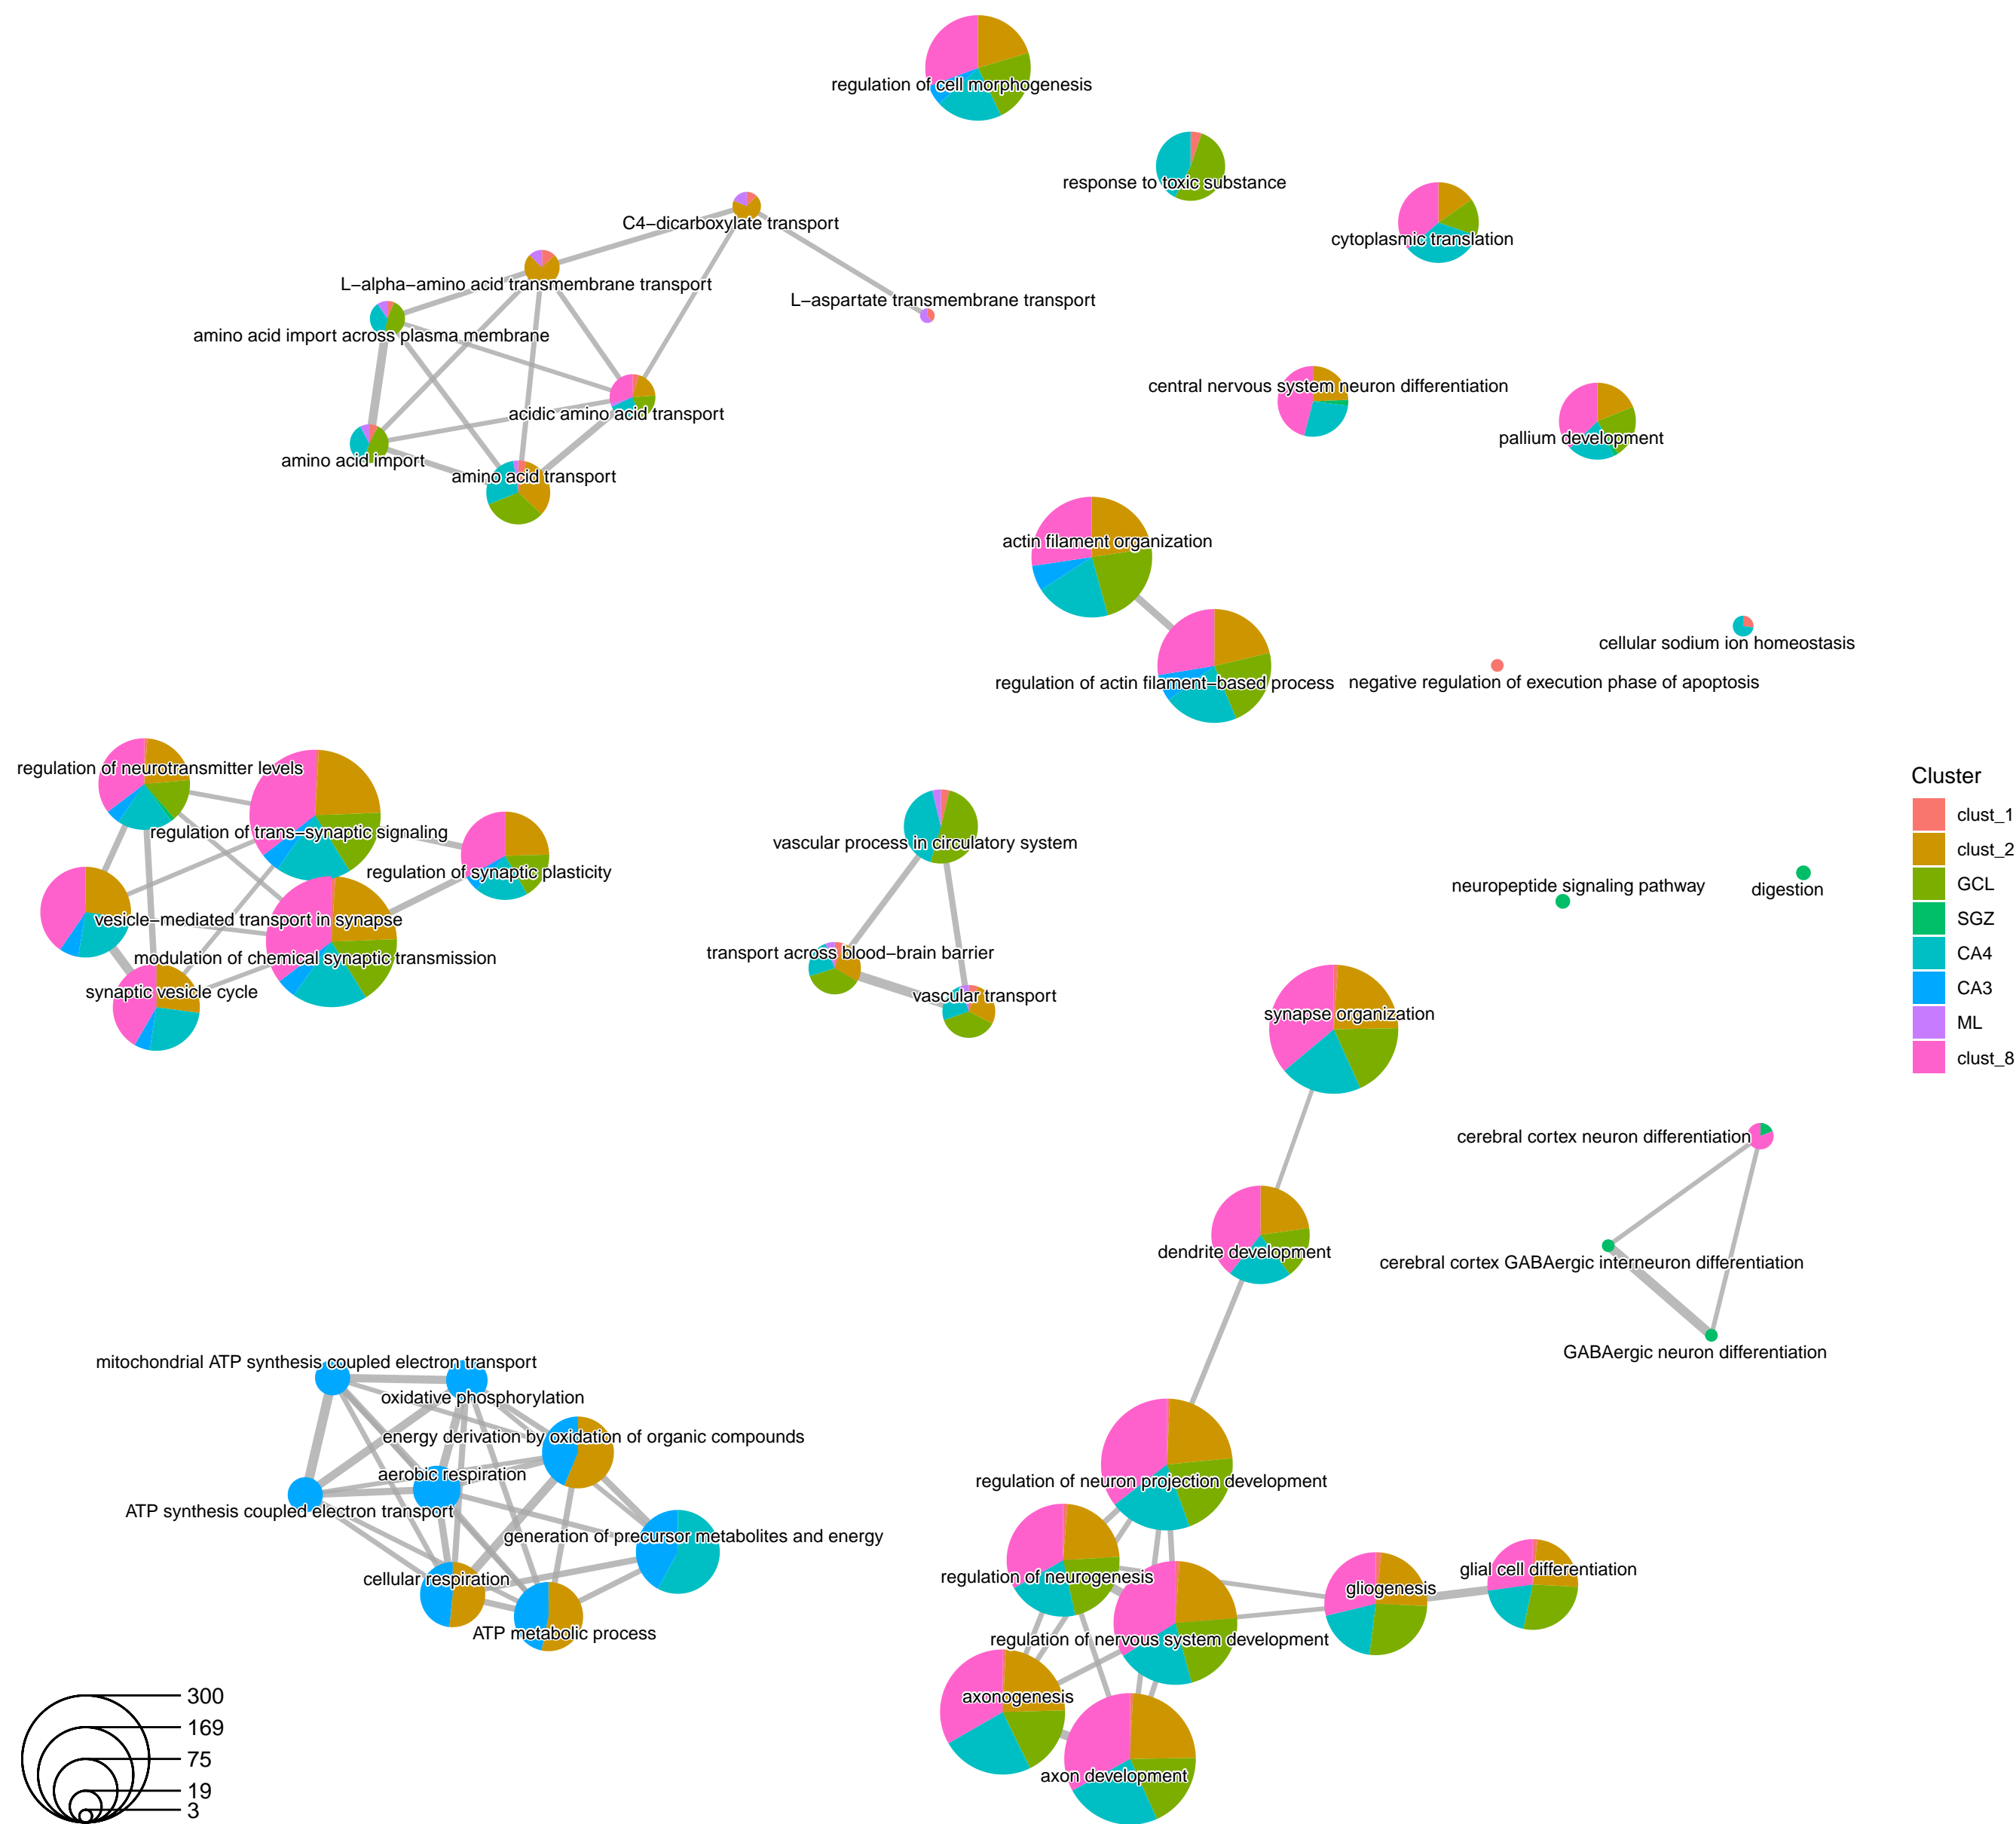 regulation of cell morphogenesis
response to toxic substance
C4−dicarboxylate transport
cytoplasmic translation
L−alpha−amino acid transmembrane transport
L−aspartate transmembrane transport
amino acid import across plasma membrane
central nervous system neuron differentiation
acidic amino acid transport
pallium development
amino acid import
amino acid transport
actin filament organization
cellular sodium ion homeostasis
regulation of actin filament−based process
negative regulation of execution phase of apoptosis
regulation of neurotransmitter levels
regulation of trans−synaptic signaling
vascular process in circulatory system
regulation of synaptic plasticity
neuropeptide signaling pathway
digestion
vesicle−mediated transport in synapse
modulation of chemical synaptic transmission
transport across blood−brain barrier
synaptic vesicle cycle
vascular transport
synapse organization
Cluster
clust_1
clust_2
GCL
SGZ
CA4
CA3
ML
clust_8
cerebral cortex neuron differentiation
dendrite development
cerebral cortex GABAergic interneuron differentiation
GABAergic neuron differentiation
mitochondrial ATP synthesis coupled electron transport
oxidative phosphorylation
energy derivation by oxidation of organic compounds
aerobic respiration
regulation of neuron projection development
ATP synthesis coupled electron transport
generation of precursor metabolites and energy
cellular respiration
regulation of neurogenesis
gliogenesis
glial cell differentiation
ATP metabolic process
regulation of nervous system development
axonogenesis
axon development
300
169
75
19
3